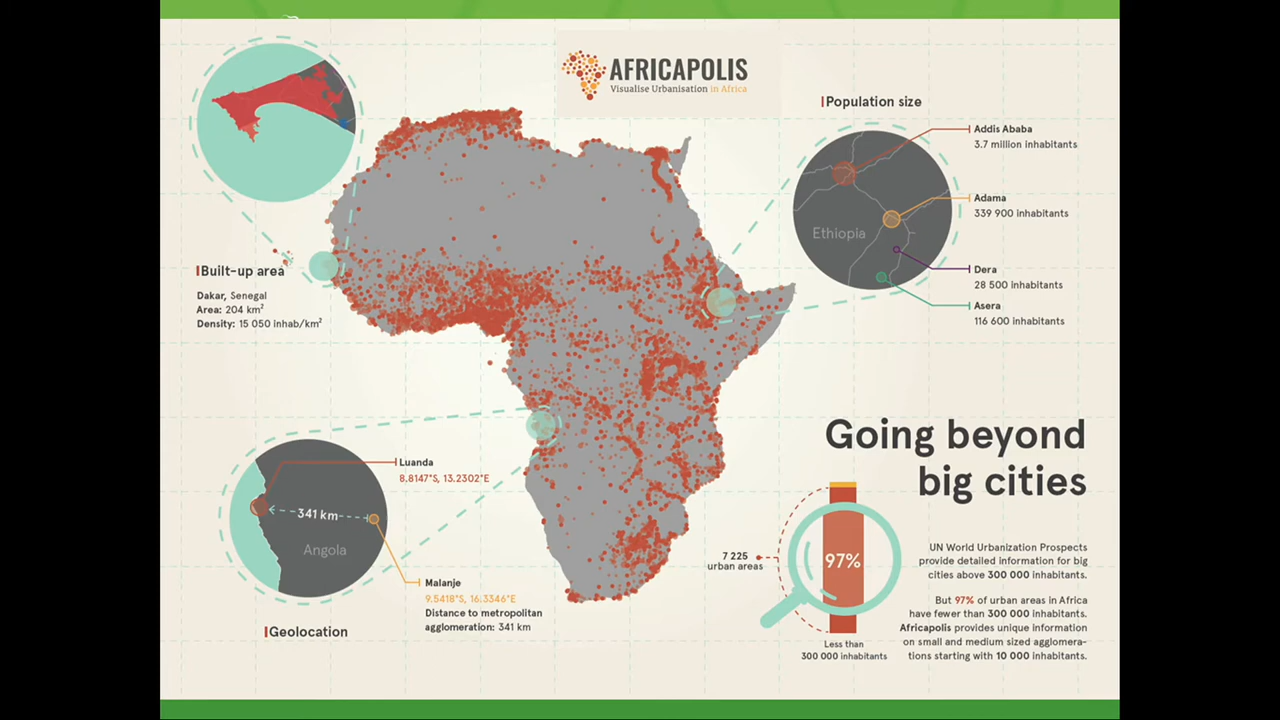 AFRICAPOLIS
Visualise Urbanisation in Africa
Population size
Addis Ababa
3.7 million inhabitants
Adama
339 900 inhabitants
Ethiopia
Dera
28 500 inhabitants
Asera
116 600 inhabitants
Built-up area
Dakar, Senegal
Area: 204 km²
Density: 15 050 inhab/km²
Luanda
8,8147°S, 13.2302°E
341 km
Angola
Malanje
9.5418°S, 16.3346°E
Distance to metropolitan
agglomeration: 341 km
Geolocation
Going beyond
big cities
7 225
urban areas
97%
Less than
300 000 inhabitants
UN World Urbanization Prospects
provide detailed information for big
cities above 300 000 inhabitants.
But 97% of urban areas in Africa
have fewer than 300 000 inhabitants.
Africapolis provides unique information
on small and medium sized agglomera-
tions starting with 10 000 inhabitants.